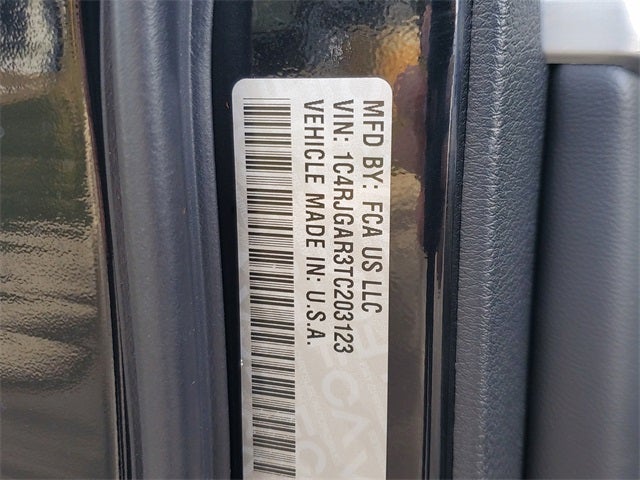 MFD BY: FCA US LLC
VIN: 1C4RJGAR3TC203123
VEHICLE MADE IN: U.S.A.